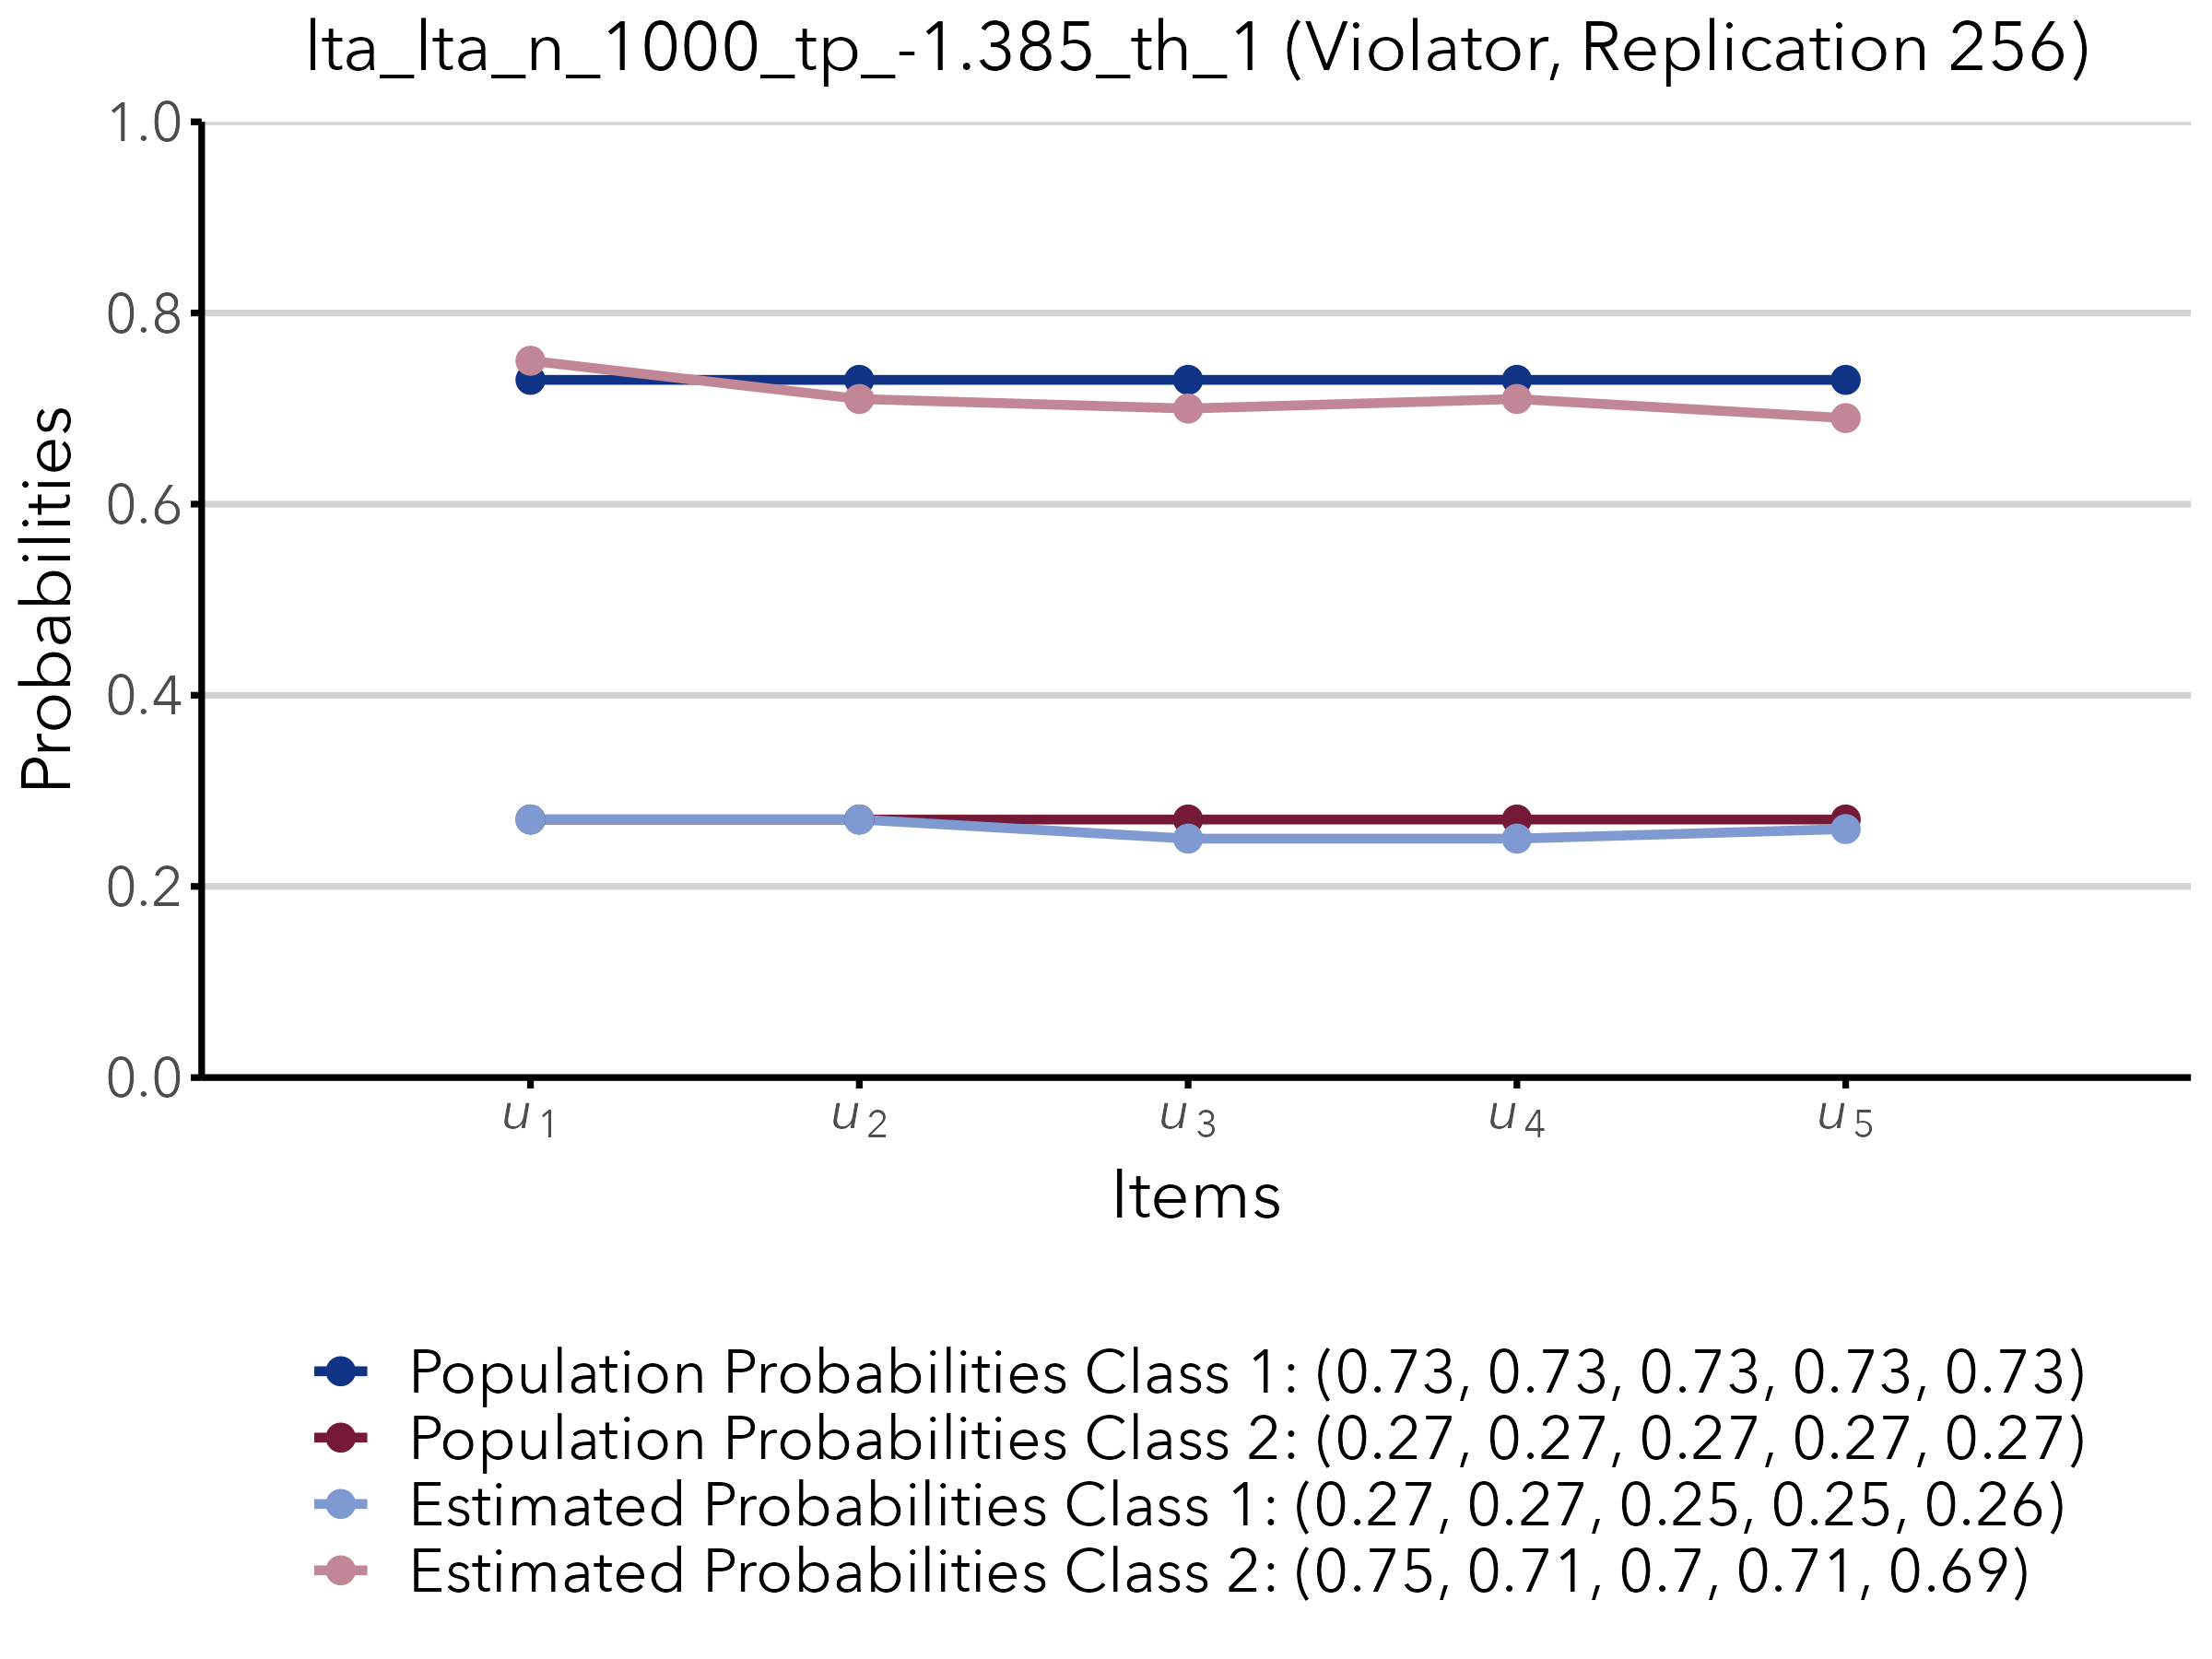 lta_lta_n_1000_tp_-1.385_th_1 (Violator, Replication 256)
1.0
0.8
0.6
0.4
0.2
0.0
Probabilities
u1 u2 u3 u4 u5
Items
Population Probabilities Class 1: (0.73, 0.73, 0.73, 0.73, 0.73)
Population Probabilities Class 2: (0.27, 0.27, 0.27, 0.27, 0.27)
Estimated Probabilities Class 1: (0.27, 0.27, 0.25, 0.25, 0.26)
Estimated Probabilities Class 2: (0.75, 0.71, 0.7, 0.71, 0.69)